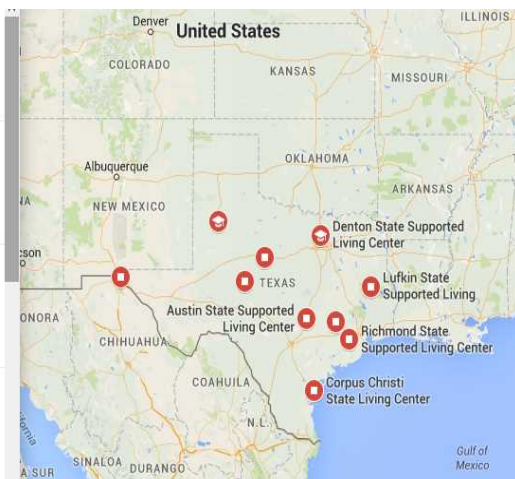 Denver
United States
ILLINOIS
COLORADO
KANSAS
MISSOURI
Albuquerque
OKLAHOMA
ARKANSAS
NEW MEXICO
Denton State Supported
Living Center
TEXAS
Lufkin State
Supported Living
Austin State Supported
Living Center
Richmond State
Supported Living Center
ONORA
CHIHUAHUA
COAHUILA
Corpus Christi
State Living Center
N.L.
Gulf of
Mexico
SINALOA
DURANGO
A SUR
cson
NA
California